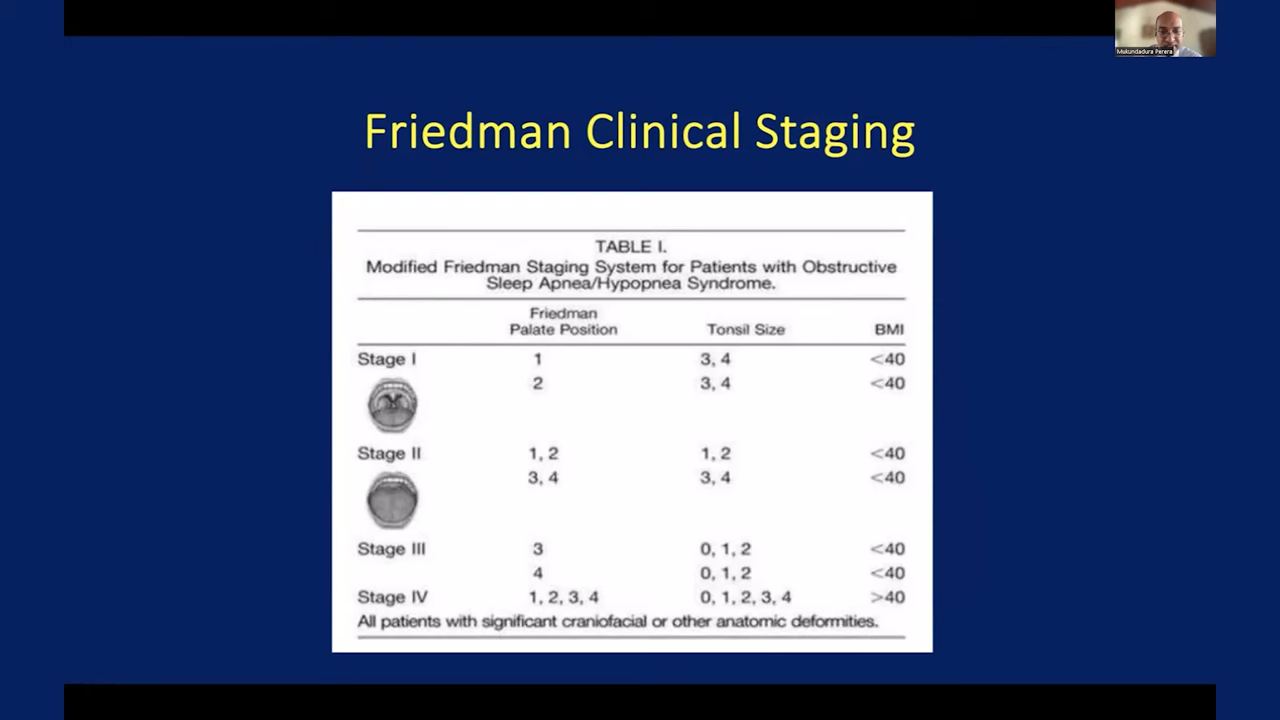 Mukundadura Perera
Friedman Clinical Staging
TABLE I.
Modified Friedman Staging System for Patients with Obstructive
Sleep Apnea/Hypopnea Syndrome.
Friedman
Palate Position Tonsil Size BMI
Stage I 1 3, 4 <40
2 3, 4 <40
Stage II 1, 2 1, 2 <40
3, 4 3, 4 <40
Stage III 3 0, 1, 2 <40
4 0, 1, 2 <40
Stage IV 1, 2, 3, 4 0, 1, 2, 3, 4 >40
All patients with significant craniofacial or other anatomic deformities.